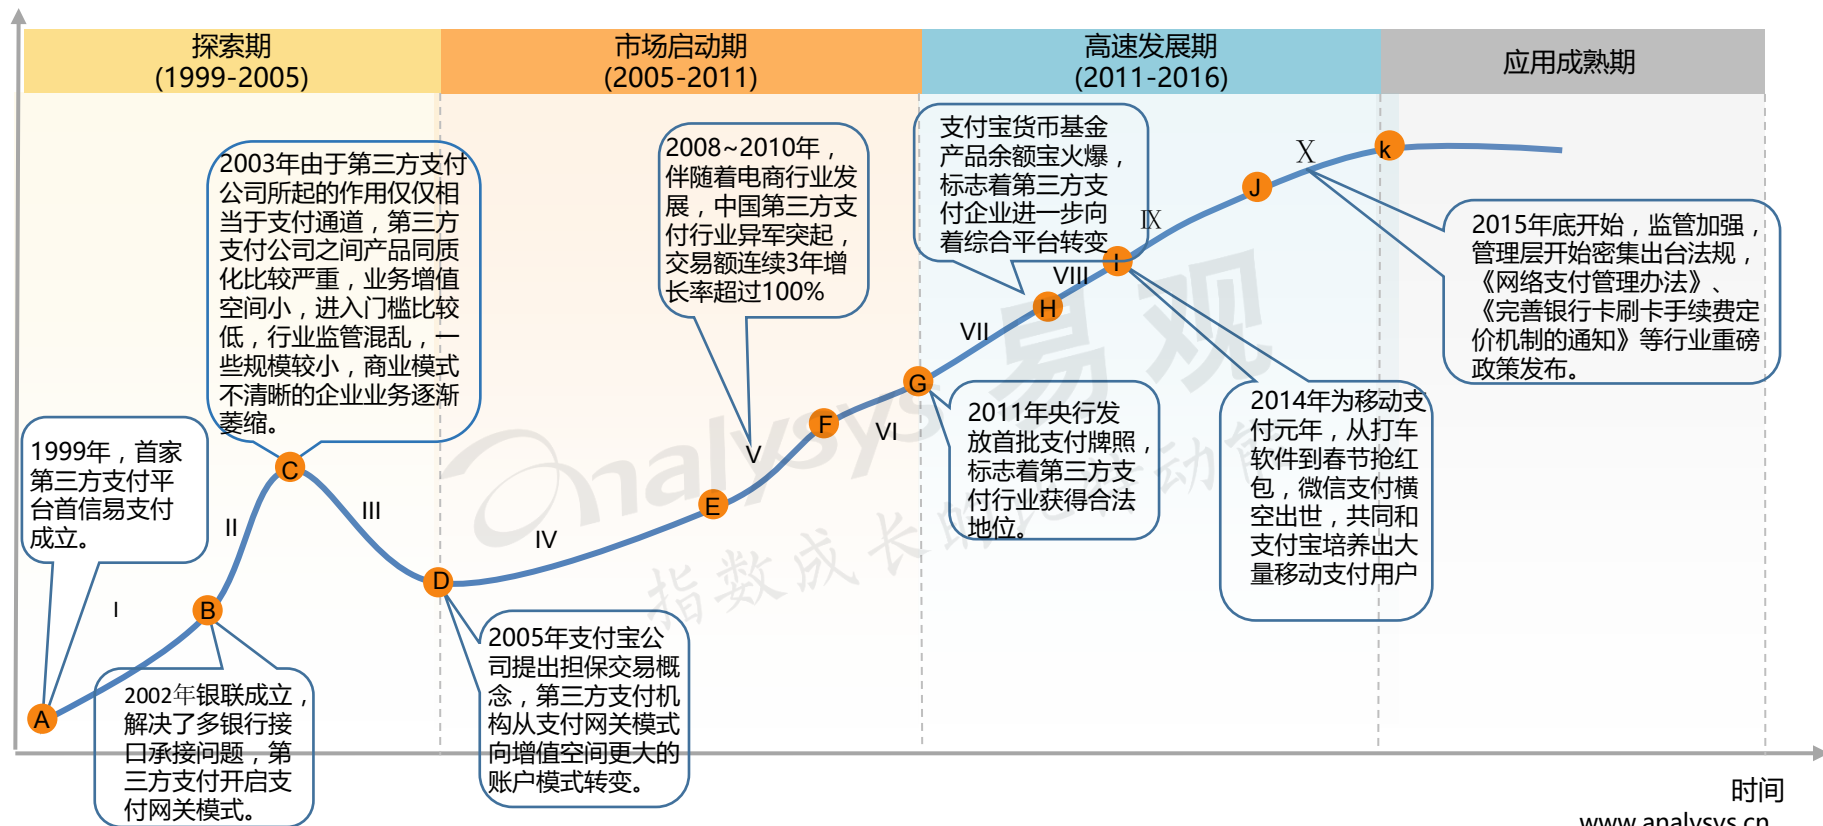 探索期
(1999-2005)
市场启动期
(2005-2011)
高速发展期
(2011-2016)
应用成熟期
1999年，首家
第三方支付平
台首信易支付
成立。
2003年由于第三方支付
公司所起的作用仅仅相
当于支付通道，第三方
支付公司之间产品同质
化比较严重，业务增值
空间小，进入门槛比较
低，行业监管混乱，一
些规模较小，商业模式
不清晰的企业业务逐渐
萎缩。
2008~2010年，
伴随着电商行业发
展，中国第三方支
付行业异军突起，
交易额连续3年增
长率超过100%
支付宝货币基金
产品余额宝火爆，
标志着第三方支
付企业进一步向
着综合平台转变
2015年底开始，监管加强，
管理层开始密集出台法规，
《网络支付管理办法》、
《完善银行卡刷卡手续费定
价机制的通知》等行业重磅
政策发布。
2002年银联成立，
解决了多银行接
口承接问题，第
三方支付开启支
付网关模式。
2005年支付宝公
司提出担保交易概
念，第三方支付机
构从支付网关模式
向增值空间更大的
账户模式转变。
2011年央行发
放首批支付牌照，
标志着第三方支
付行业获得合法
地位。
2014年为移动支
付元年，从打车
软件到春节抢红
包，微信支付横
空出世，共同和
支付宝培养出大
量移动支付用户
A
I
B
II
C
III
D
IV
E
V
F
VI
G
VII
H
VIII
I
IX
J
X
k
analysys 易观
时间
www.analysys.cn